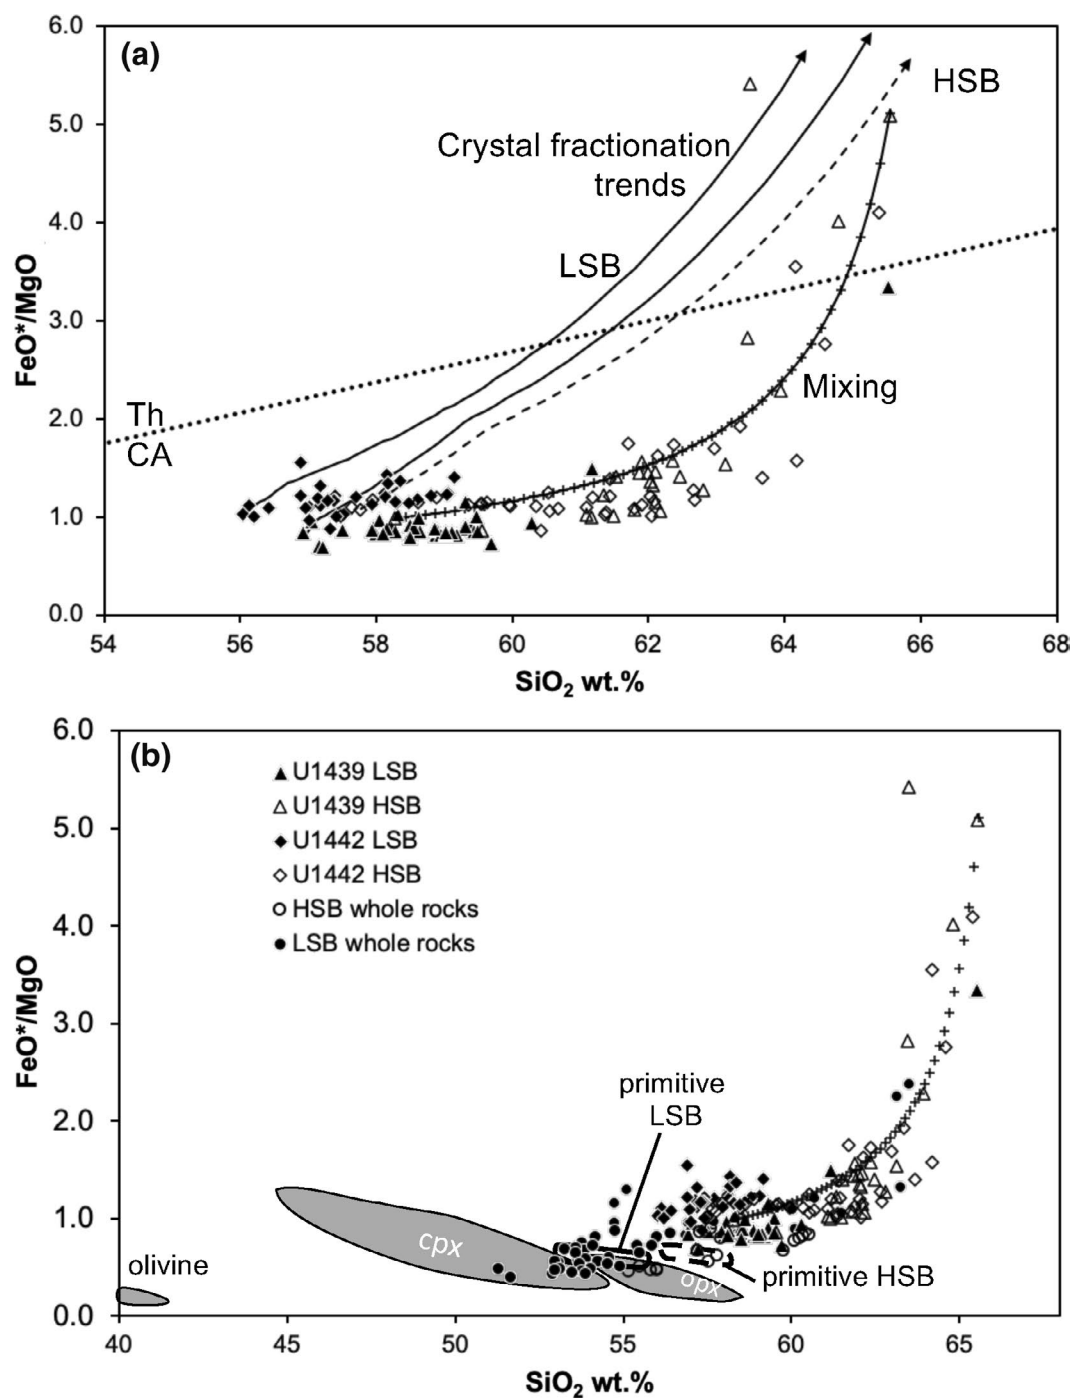 6.0
(a)
HSB
5.0
Crystal fractionation
trends
4.0
LSB
FeO*/MgO
3.0
Mixing
2.0
Th
CA
1.0
0.0
54 56 58 60 62 64 66 68
SiO₂ wt.%
6.0
(b)
U1439 LSB
U1439 HSB
5.0
U1442 LSB
U1442 HSB
HSB whole rocks
4.0
LSB whole rocks
FeO*/MgO
3.0
primitive
LSB
2.0
1.0
cpx
olivine
opx
primitive HSB
0.0
40 45 50 55 60 65
SiO₂ wt.%